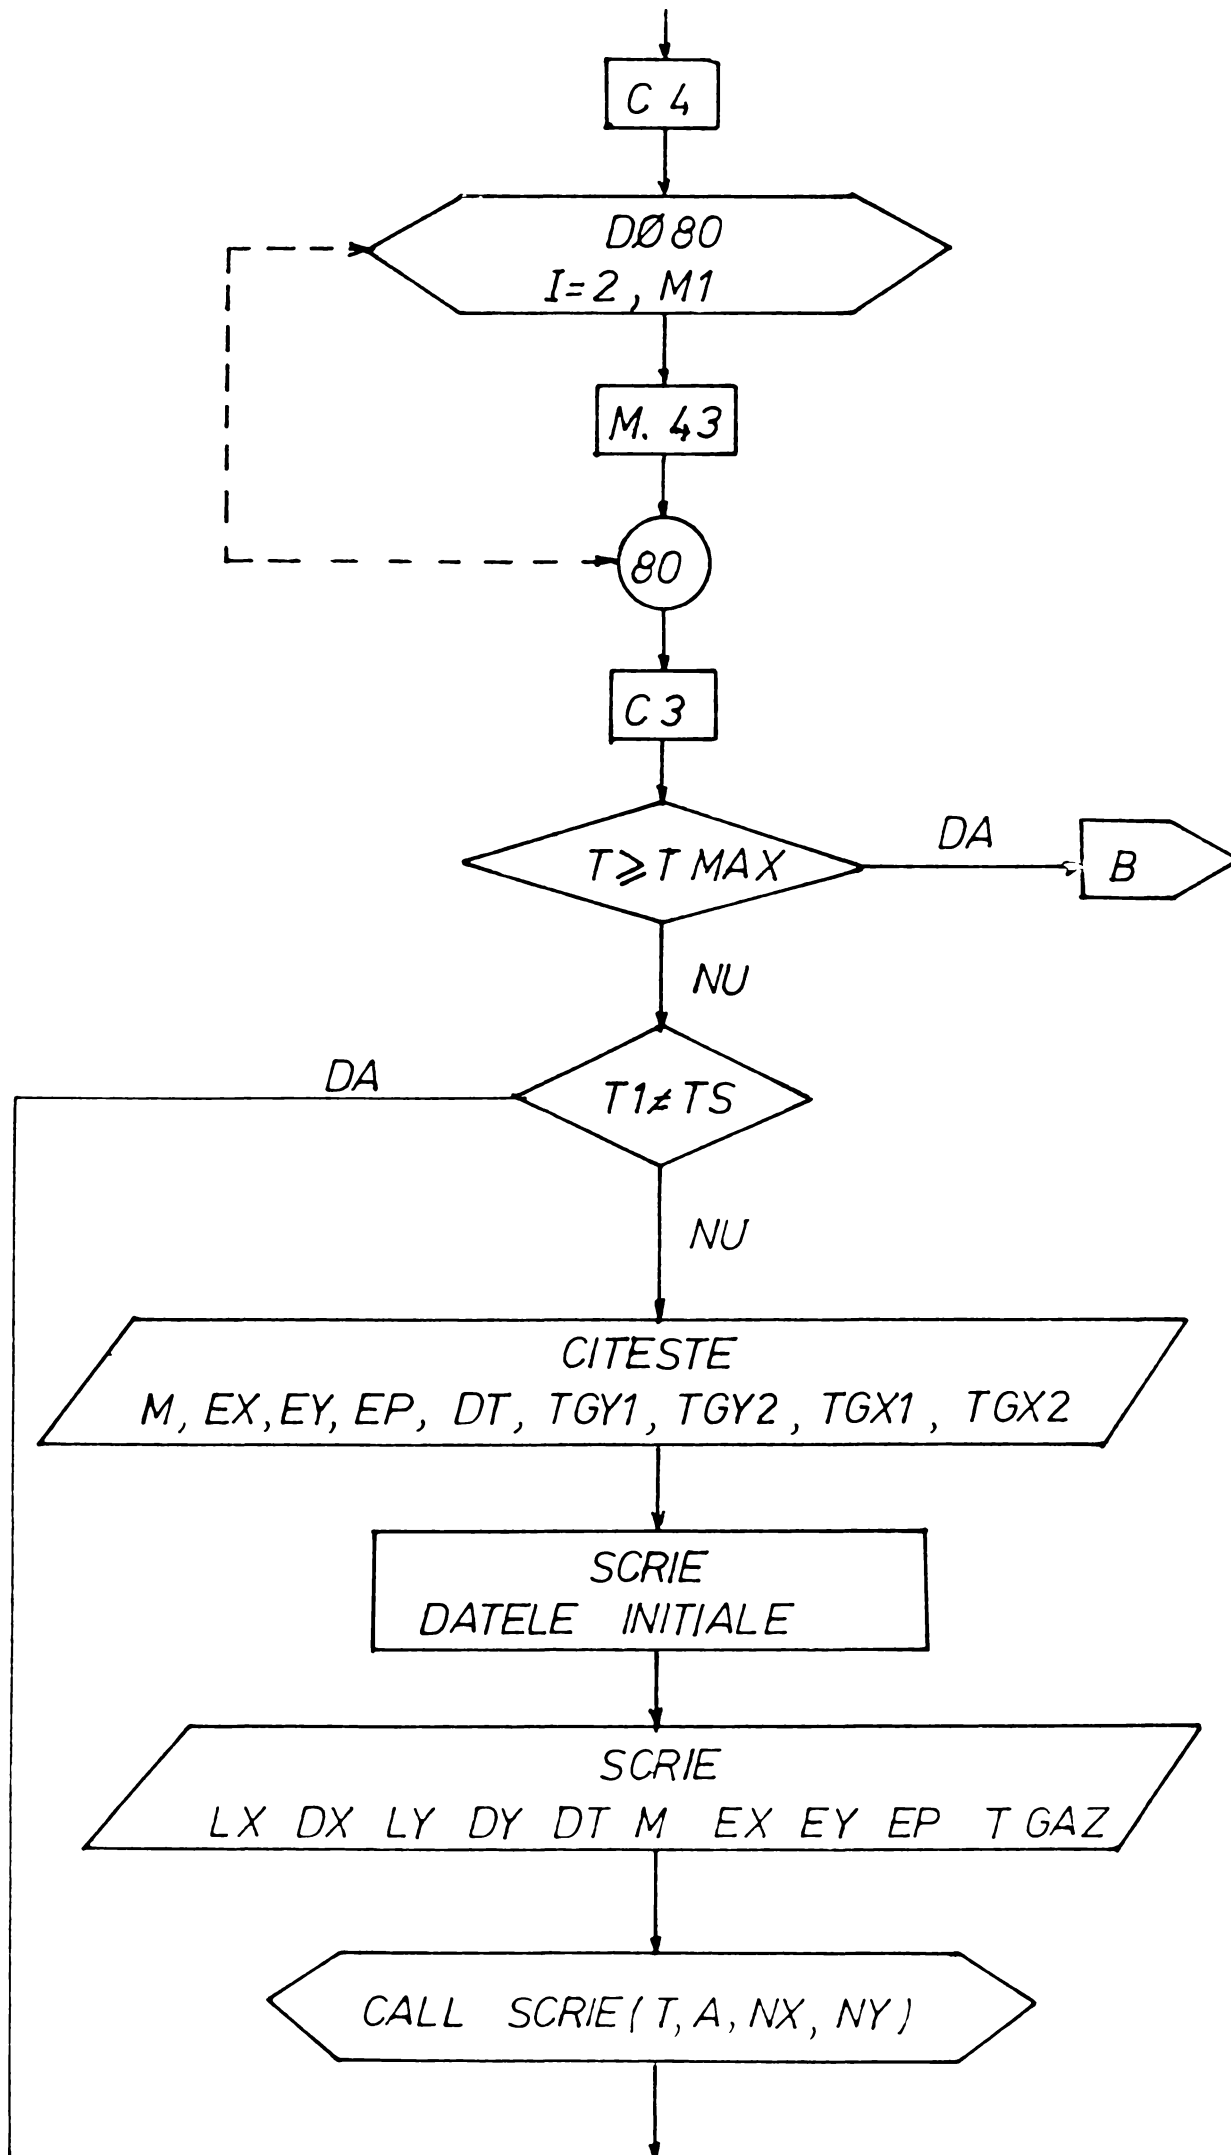 C 4
DØ 80
I=2, M1
M. 43
80
C 3
T⩾T MAX
DA
B
NU
DA
T1≠TS
NU
CITESTE
M, EX, EY, EP, DT, TGY1, TGY2, TGX1, TGX2
SCRIE
DATELE INITIALE
SCRIE
LX DX LY DY DT M EX EY EP T GAZ
CALL SCRIE(T, A, NX, NY)